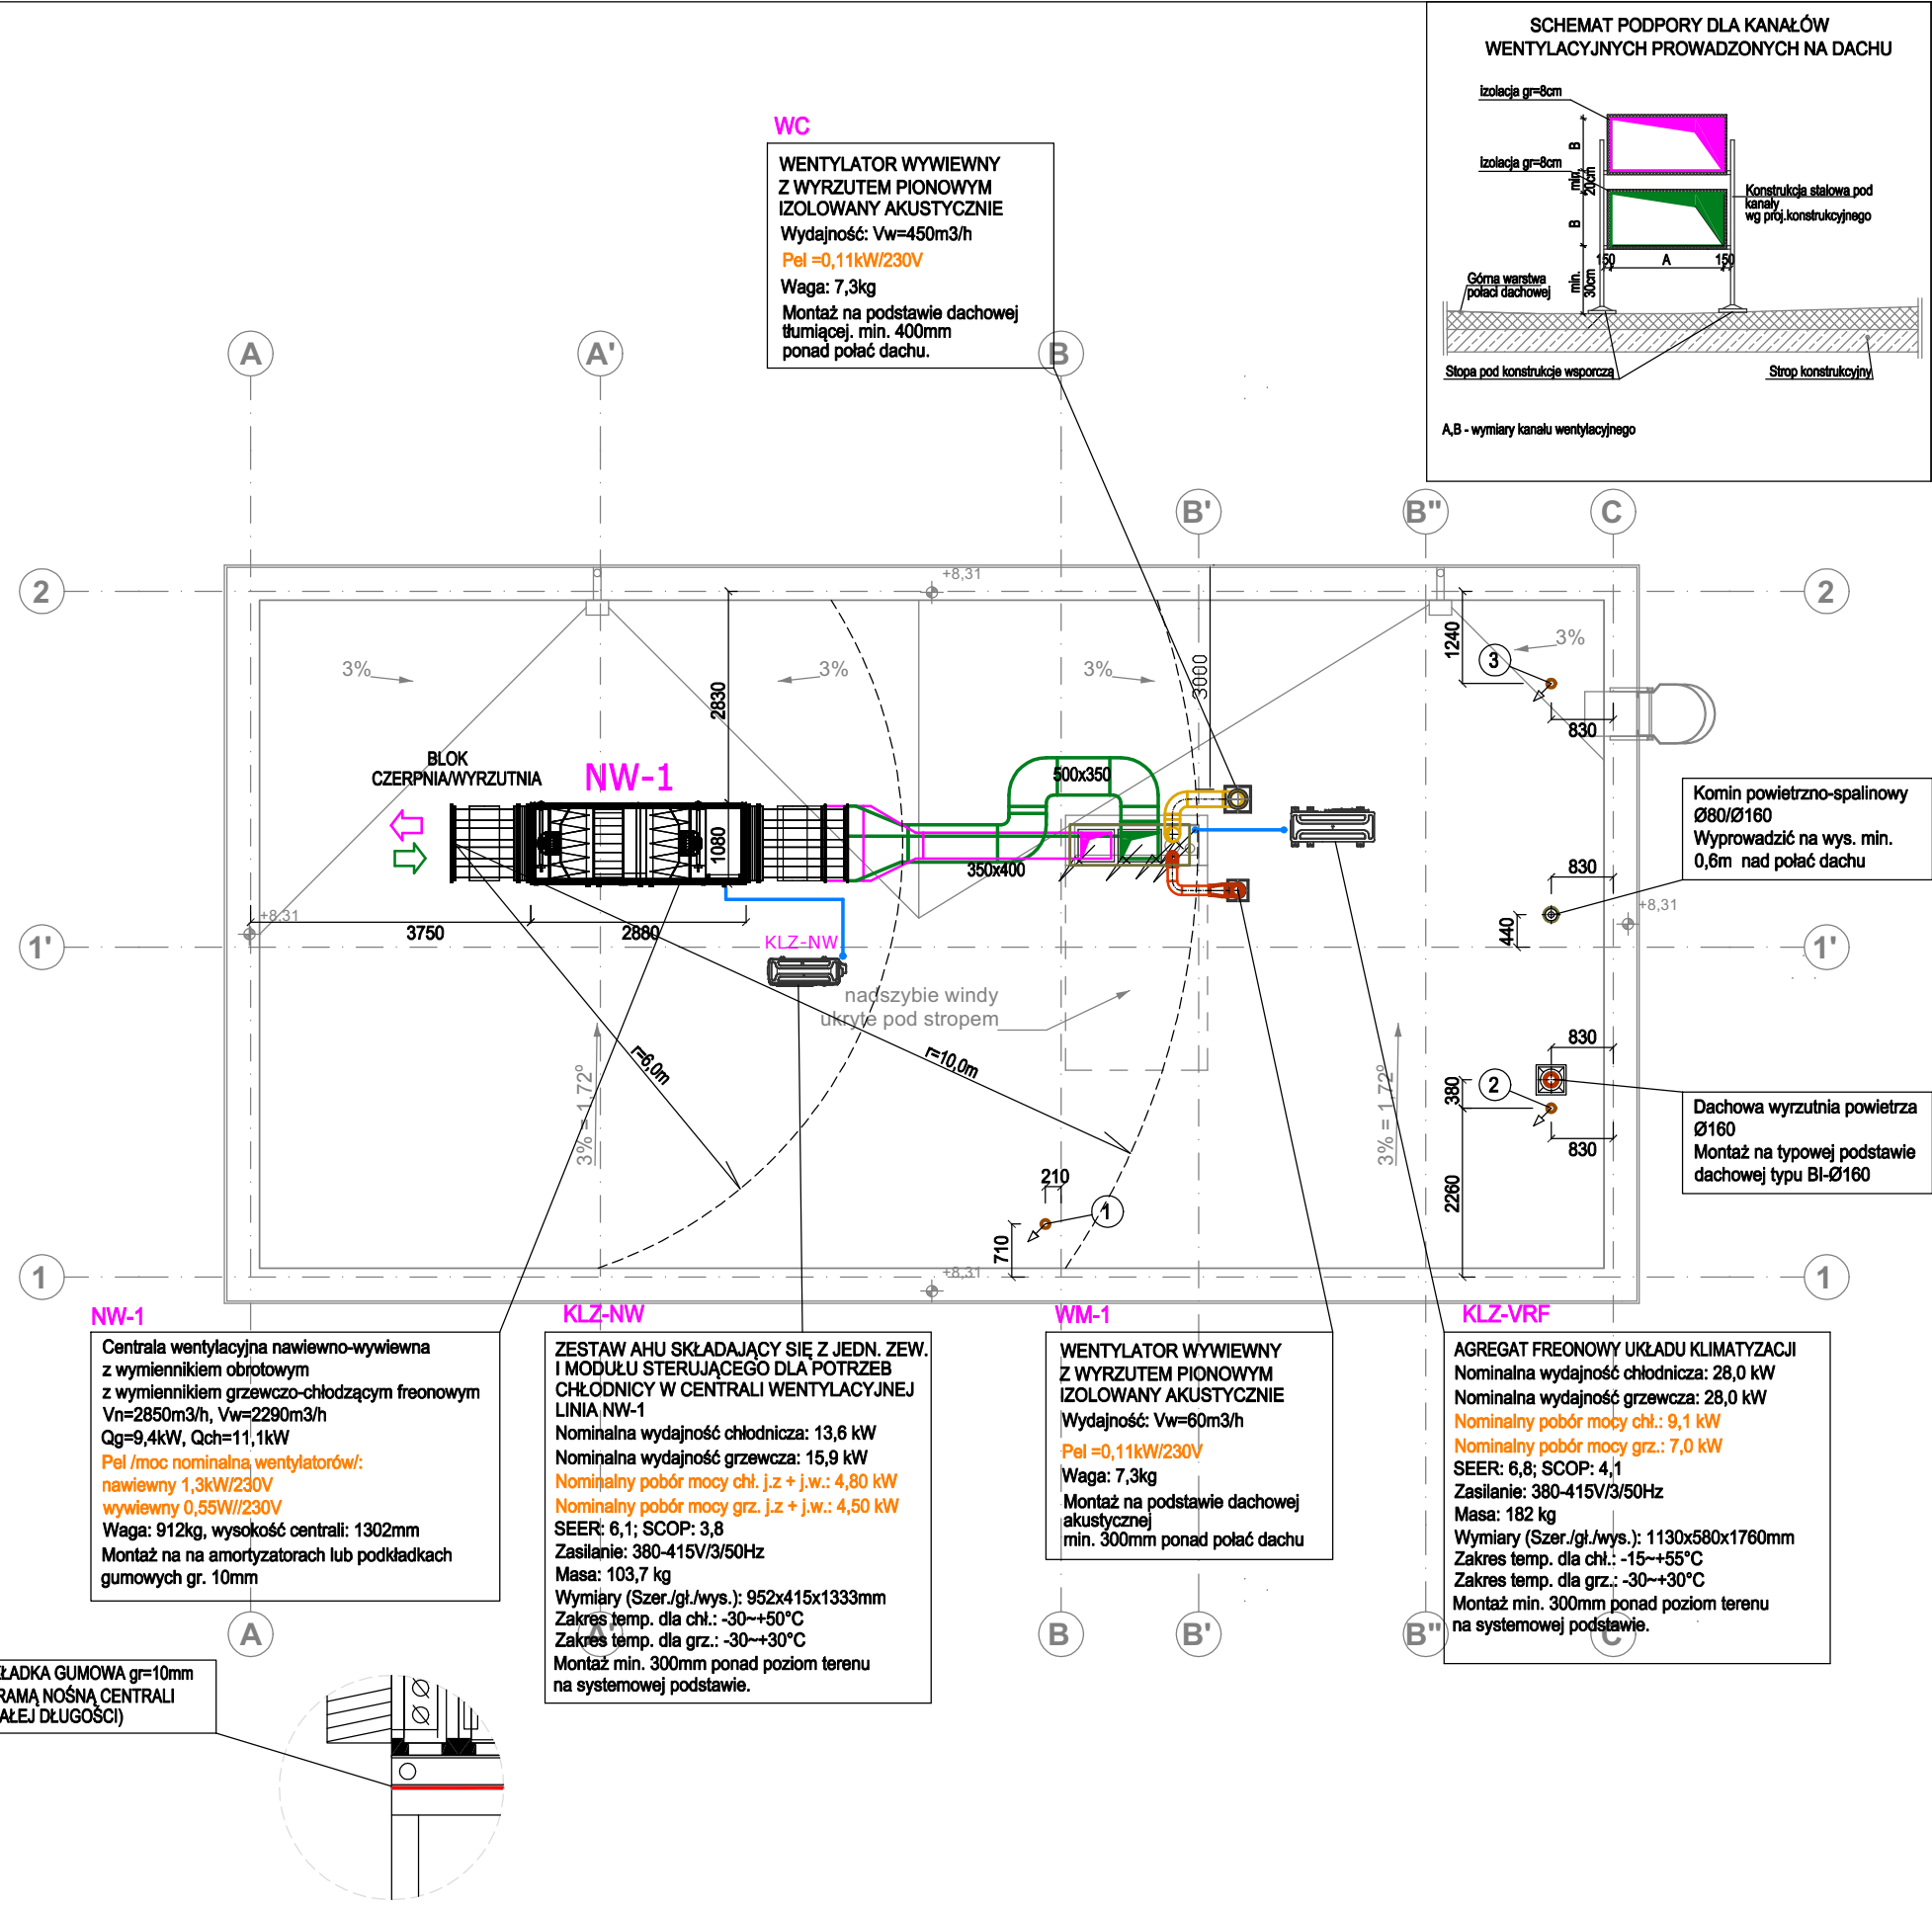 SCHEMAT PODPORY DLA KANAŁÓW
WENTYLACYJNYCH PROWADZONYCH NA DACHU
izolacja gr=8cm
izolacja gr=8cm
B
min.
20cm
B
min.
30cm
150
A
150
Konstrukcja stalowa pod
kanały
wg proj.konstrukcyjnego
Górna warstwa
połaci dachowej
Stopa pod konstrukcje wsporczą
Strop konstrukcyjny
A,B - wymiary kanału wentylacyjnego
WC
WENTYLATOR WYWIEWNY
Z WYRZUTEM PIONOWYM
IZOLOWANY AKUSTYCZNIE
Wydajność: Vw=450m3/h
Pel =0,11kW/230V
Waga: 7,3kg
Montaż na podstawie dachowej
tłumiącej. min. 400mm
ponad połać dachu.
A
A'
B
B'
B"
C
2
2
+8,31
3%
3%
3%
3%
2830
3000
1240
3
830
BLOK
CZERPNIA/WYRZUTNIA
NW-1
500x350
1080
350x400
Komin powietrzno-spalinowy
Ø80/Ø160
Wyprowadzić na wys. min.
0,6m nad połać dachu
830
+8,31
+8,31
3750
2880
440
1'
1'
KLZ-NW
nadszybie windy
ukryte pod stropem
r=6,0m
r=10,0m
3% = 1,72°
3% = 1,72°
830
380
2
830
2260
Dachowa wyrzutnia powietrza
Ø160
Montaż na typowej podstawie
dachowej typu BI-Ø160
210
1
710
1
1
+8,31
NW-1
Centrala wentylacyjna nawiewno-wywiewna
z wymiennikiem obrotowym
z wymiennikiem grzewczo-chłodzącym freonowym
Vn=2850m3/h, Vw=2290m3/h
Qg=9,4kW, Qch=11,1kW
Pel /moc nominalna wentylatorów/:
nawiewny 1,3kW/230V
wywiewny 0,55W//230V
Waga: 912kg, wysokość centrali: 1302mm
Montaż na na amortyzatorach lub podkładkach
gumowych gr. 10mm
KLZ-NW
ZESTAW AHU SKŁADAJĄCY SIĘ Z JEDN. ZEW.
I MODUŁU STERUJĄCEGO DLA POTRZEB
CHŁODNICY W CENTRALI WENTYLACYJNEJ
LINIA NW-1
Nominalna wydajność chłodnicza: 13,6 kW
Nominalna wydajność grzewcza: 15,9 kW
Nominalny pobór mocy chł. j.z + j.w.: 4,80 kW
Nominalny pobór mocy grz. j.z + j.w.: 4,50 kW
SEER: 6,1; SCOP: 3,8
Zasilanie: 380-415V/3/50Hz
Masa: 103,7 kg
Wymiary (Szer./gł./wys.): 952x415x1333mm
Zakres temp. dla chł.: -30~+50°C
Zakres temp. dla grz.: -30~+30°C
Montaż min. 300mm ponad poziom terenu
na systemowej podstawie.
WM-1
WENTYLATOR WYWIEWNY
Z WYRZUTEM PIONOWYM
IZOLOWANY AKUSTYCZNIE
Wydajność: Vw=60m3/h
Pel =0,11kW/230V
Waga: 7,3kg
Montaż na podstawie dachowej
akustycznej
min. 300mm ponad połać dachu
KLZ-VRF
AGREGAT FREONOWY UKŁADU KLIMATYZACJI
Nominalna wydajność chłodnicza: 28,0 kW
Nominalna wydajność grzewcza: 28,0 kW
Nominalny pobór mocy chł.: 9,1 kW
Nominalny pobór mocy grz.: 7,0 kW
SEER: 6,8; SCOP: 4,1
Zasilanie: 380-415V/3/50Hz
Masa: 182 kg
Wymiary (Szer./gł./wys.): 1130x580x1760mm
Zakres temp. dla chł.: -15~+55°C
Zakres temp. dla grz.: -30~+30°C
Montaż min. 300mm ponad poziom terenu
na systemowej podstawie.
A
A'
B
B'
B"
C
ŁADKA GUMOWA gr=10mm
RAMĄ NOŚNĄ CENTRALI
AŁEJ DŁUGOŚCI)